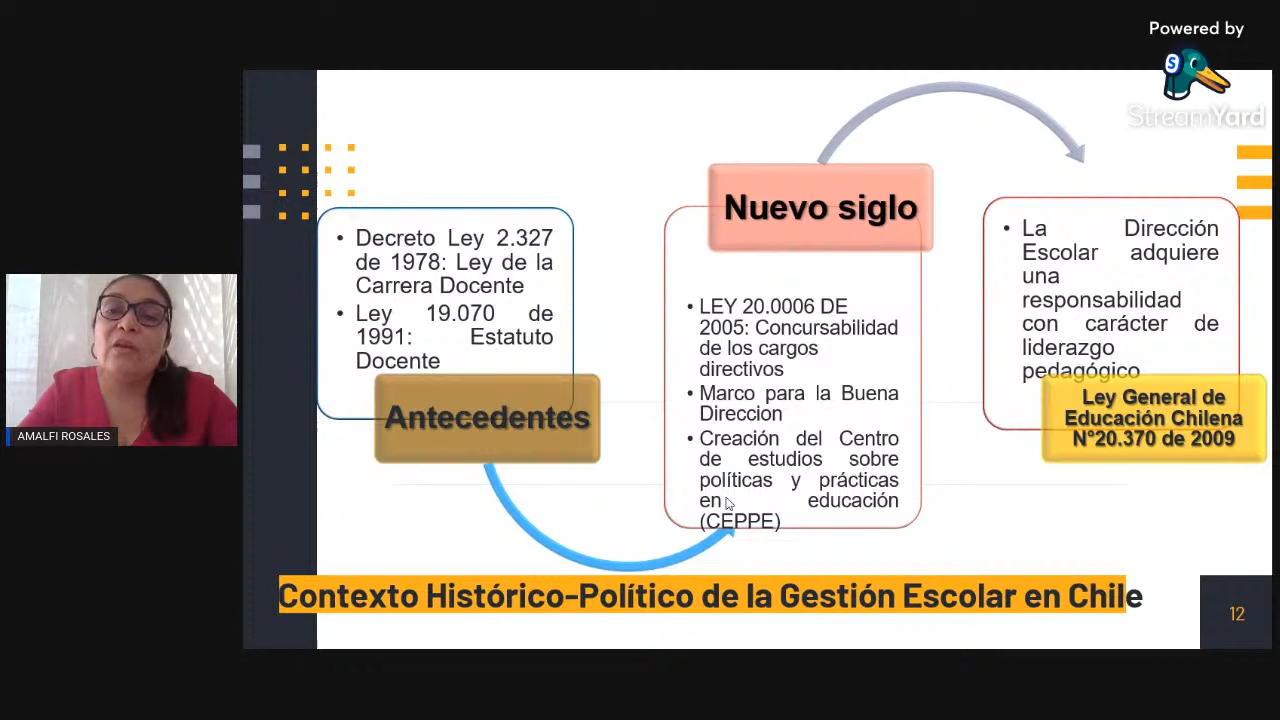 Powered by
StreamYard
Decreto Ley 2.327
de 1978: Ley de la
Carrera Docente
Ley 19.070 de
1991: Estatuto
Docente
Antecedentes
Nuevo siglo
LEY 20.0006 DE
2005: Concursabilidad
de los cargos
directivos
Marco para la Buena
Direccion
Creación del Centro
de estudios sobre
políticas y prácticas
en educación
(CEPPE)
La Dirección
Escolar adquiere
una
responsabilidad
con carácter de
liderazgo
pedagógico
Ley General de
Educación Chilena
N°20.370 de 2009
AMALFI ROSALES
Contexto Histórico-Político de la Gestión Escolar en Chile
12